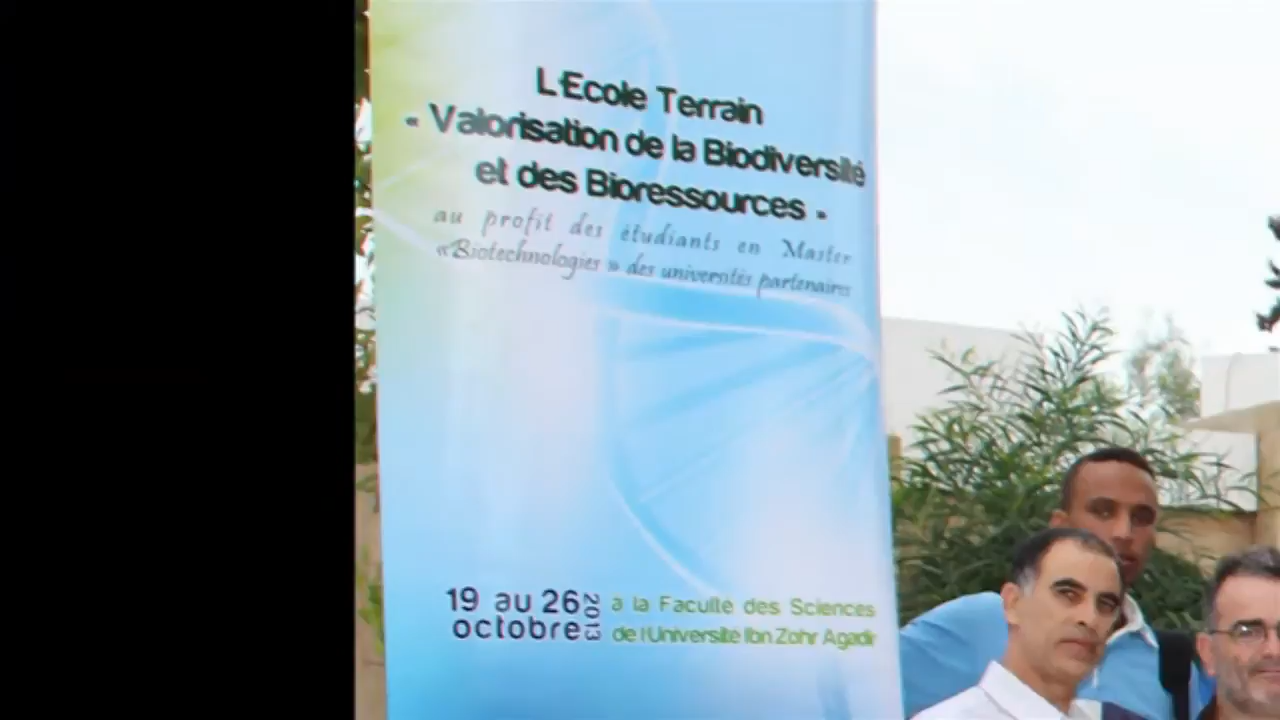 L'Ecole Terrain
« Valorisation de la Biodiversité
et des Bioressources »
au profit des étudiants en Master
«Biotechnologies » des universités partenaires
19 au 26 octobre 2013
à la Faculté des Sciences
de l'Université Ibn Zohr Agadir